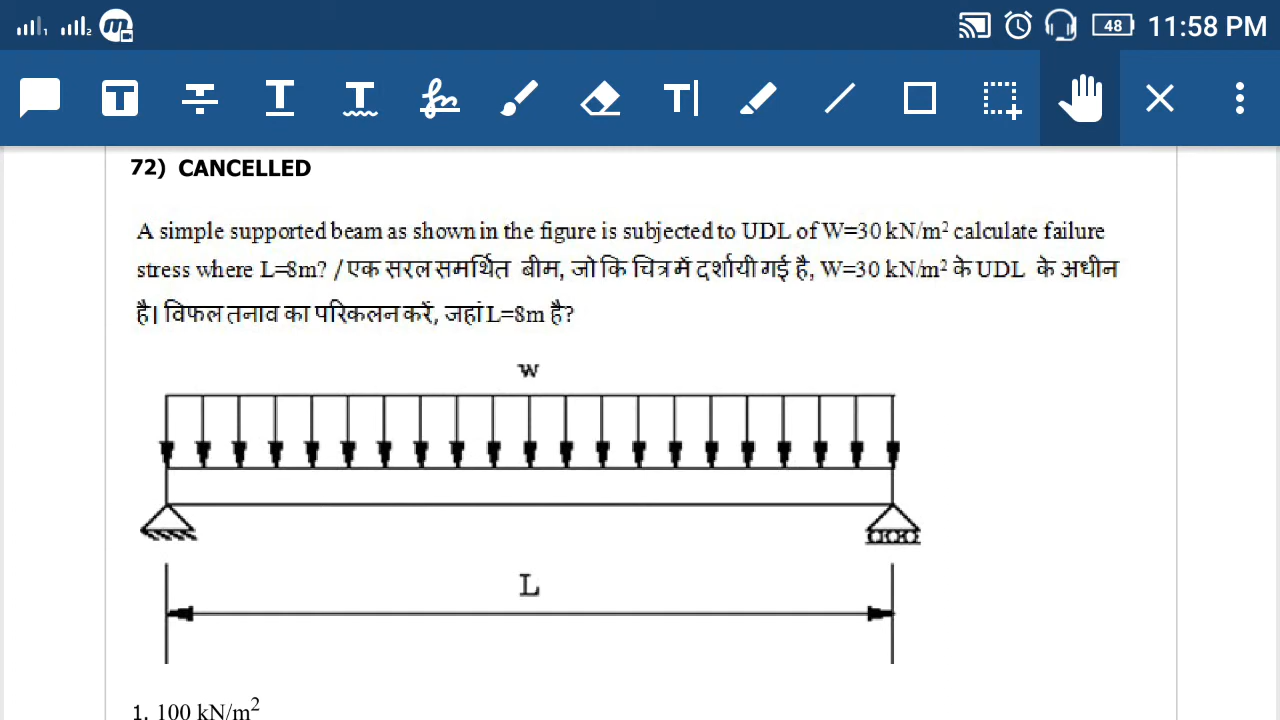 48 11:58 PM
72) CANCELLED
A simple supported beam as shown in the figure is subjected to UDL of W=30 kN/m² calculate failure
stress where L=8m? / एक सरल समर्थित बीम, जो कि चित्र में दर्शायी गई है, W=30 kN/m² के UDL के अधीन
है| विफल तनाव का परिकलन करें, जहां L=8m है?
w
L
1. 100 kN/m²